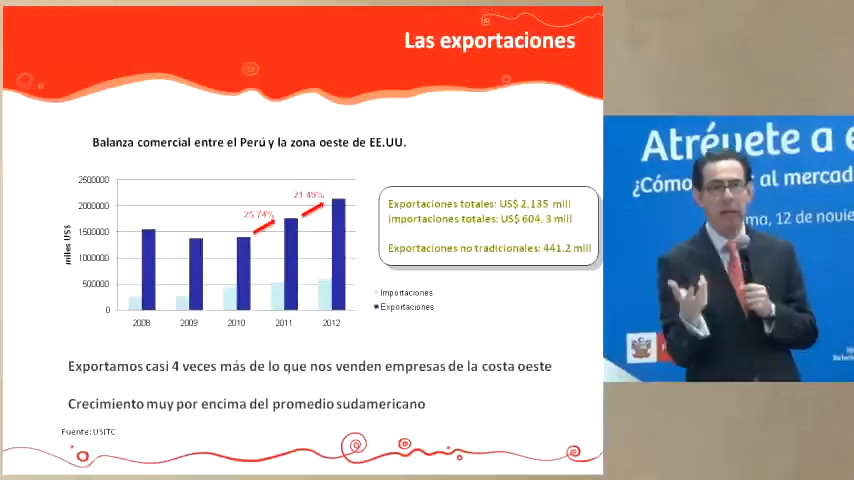 Las exportaciones
Balanza comercial entre el Perú y la zona oeste de EE.UU.
2500000
2000000
1500000
1000000
500000
0
miles US$
25.74%
21.49%
2008
2009
2010
2011
2012
Importaciones
Exportaciones
Exportaciones totales: US$ 2.135 mill
Importaciones totales: US$ 604. 3 mill
Exportaciones no tradicionales: 441.2 mill
Exportamos casi 4 veces más de lo que nos venden empresas de la costa oeste
Crecimiento muy por encima del promedio sudamericano
Fuente: USITC
Atrévete a e
¿Cómo al mercad
ma, 12 de novie